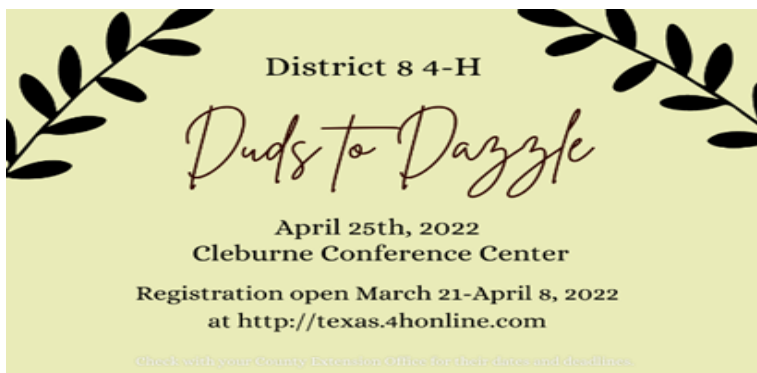 District 8 4-H
Duds to Dazzle
April 25th, 2022
Cleburne Conference Center
Registration open March 21-April 8, 2022
at http://texas.4honline.com
Check with your County Extension Office for their dates and deadlines.